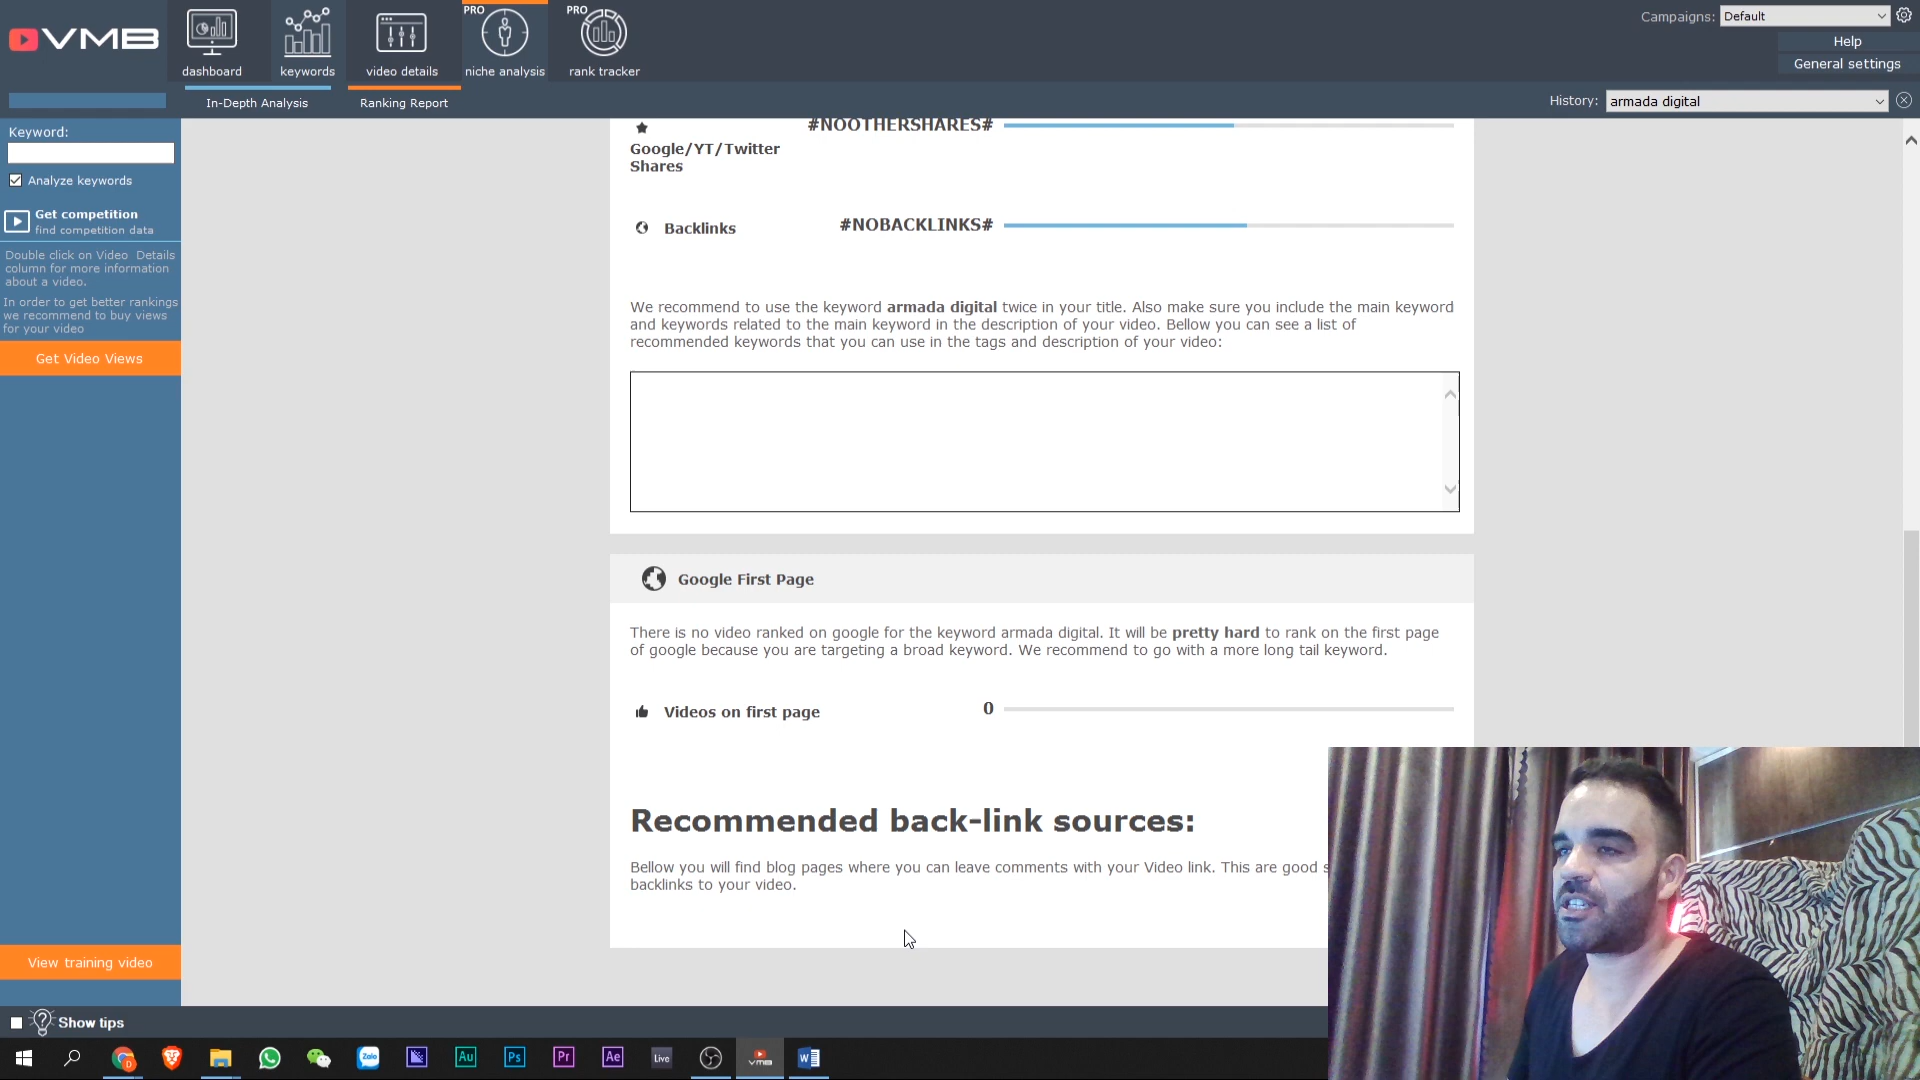 VMB
dashboard
keywords
video details
PRO
niche analysis
PRO
rank tracker
Campaigns:
Default
Help
General settings
In-Depth Analysis
Ranking Report
History:
armada digital
Keyword:
Analyze keywords
Get competition
find competition data
Double click on Video Details
column for more information
about a video.
In order to get better rankings
we recommend to buy views
for your video
Get Video Views
View training video
Google/YT/Twitter
Shares
#NOOTHERSHARES#
Backlinks
#NOBACKLINKS#
We recommend to use the keyword armada digital twice in your title. Also make sure you include the main keyword
and keywords related to the main keyword in the description of your video. Bellow you can see a list of
recommended keywords that you can use in the tags and description of your video:
Google First Page
There is no video ranked on google for the keyword armada digital. It will be pretty hard to rank on the first page
of google because you are targeting a broad keyword. We recommend to go with a more long tail keyword.
Videos on first page
0
Recommended back-link sources:
Bellow you will find blog pages where you can leave comments with your Video link. This are good s
backlinks to your video.
Show tips
D
Zalo
Au
Ps
Pr
Ae
Live
VMB
W